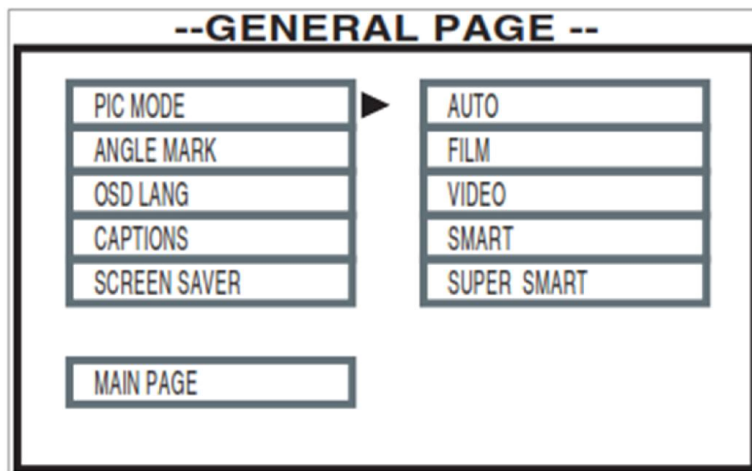 --GENERAL PAGE --
PIC MODE
ANGLE MARK
OSD LANG
CAPTIONS
SCREEN SAVER
AUTO
FILM
VIDEO
SMART
SUPER SMART
MAIN PAGE